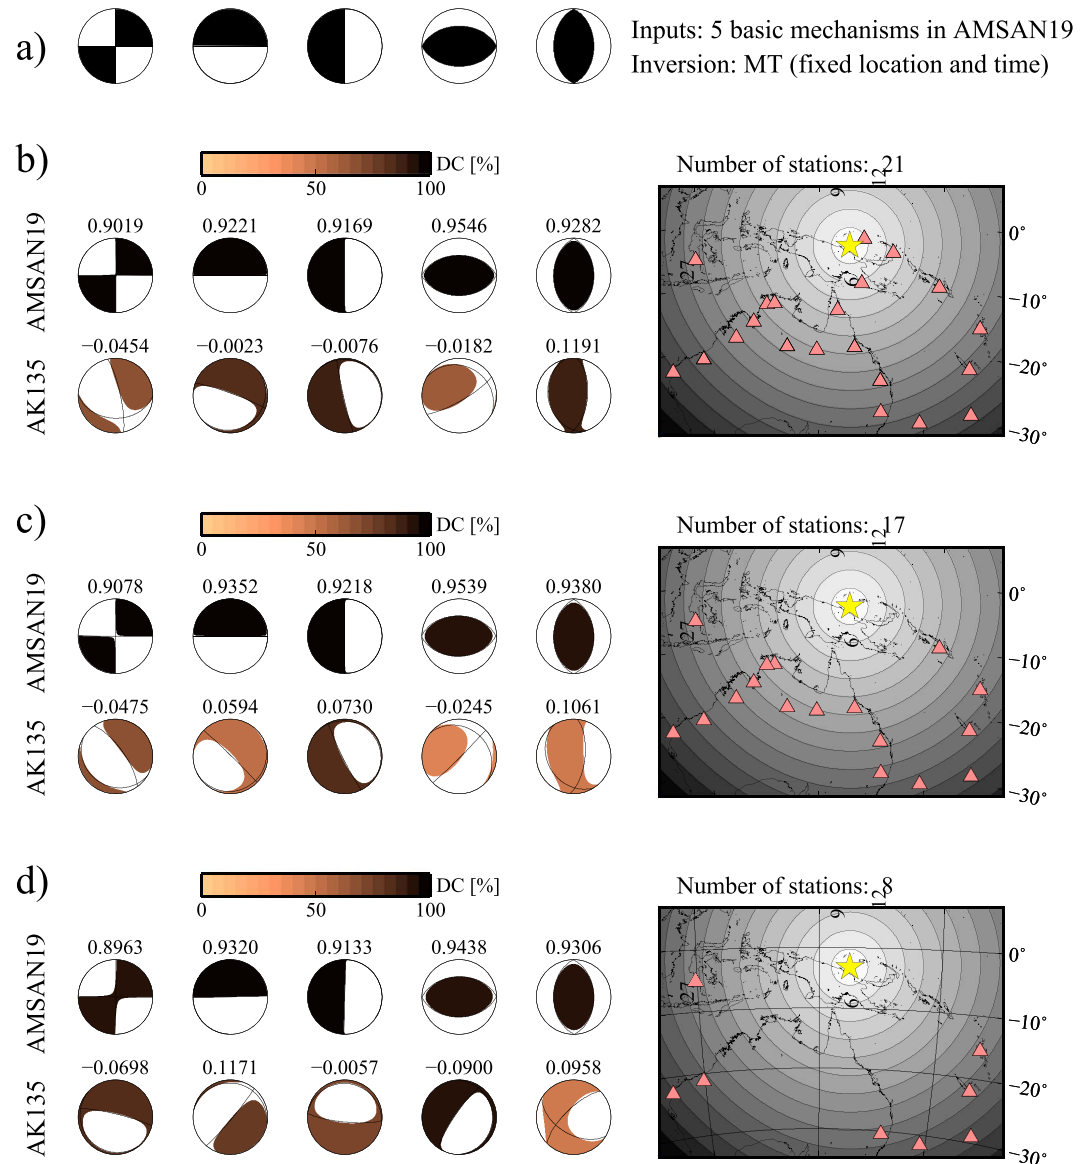 a)
Inputs: 5 basic mechanisms in AMSAN19
Inversion: MT (fixed location and time)
b)
DC [%]
0 50 100
Number of stations: 21
AMSAN19
0.9019 0.9221 0.9169 0.9546 0.9282
AK135
−0.0454 −0.0023 −0.0076 −0.0182 0.1191
9 12
27 6
0°
−10°
−20°
−30°
c)
DC [%]
0 50 100
Number of stations: 17
AMSAN19
0.9078 0.9352 0.9218 0.9539 0.9380
AK135
−0.0475 0.0594 0.0730 −0.0245 0.1061
9 12
27 6
0°
−10°
−20°
−30°
d)
DC [%]
0 50 100
Number of stations: 8
AMSAN19
0.8963 0.9320 0.9133 0.9438 0.9306
AK135
−0.0698 0.1171 −0.0057 −0.0900 0.0958
9 12
27 6
0°
−10°
−20°
−30°